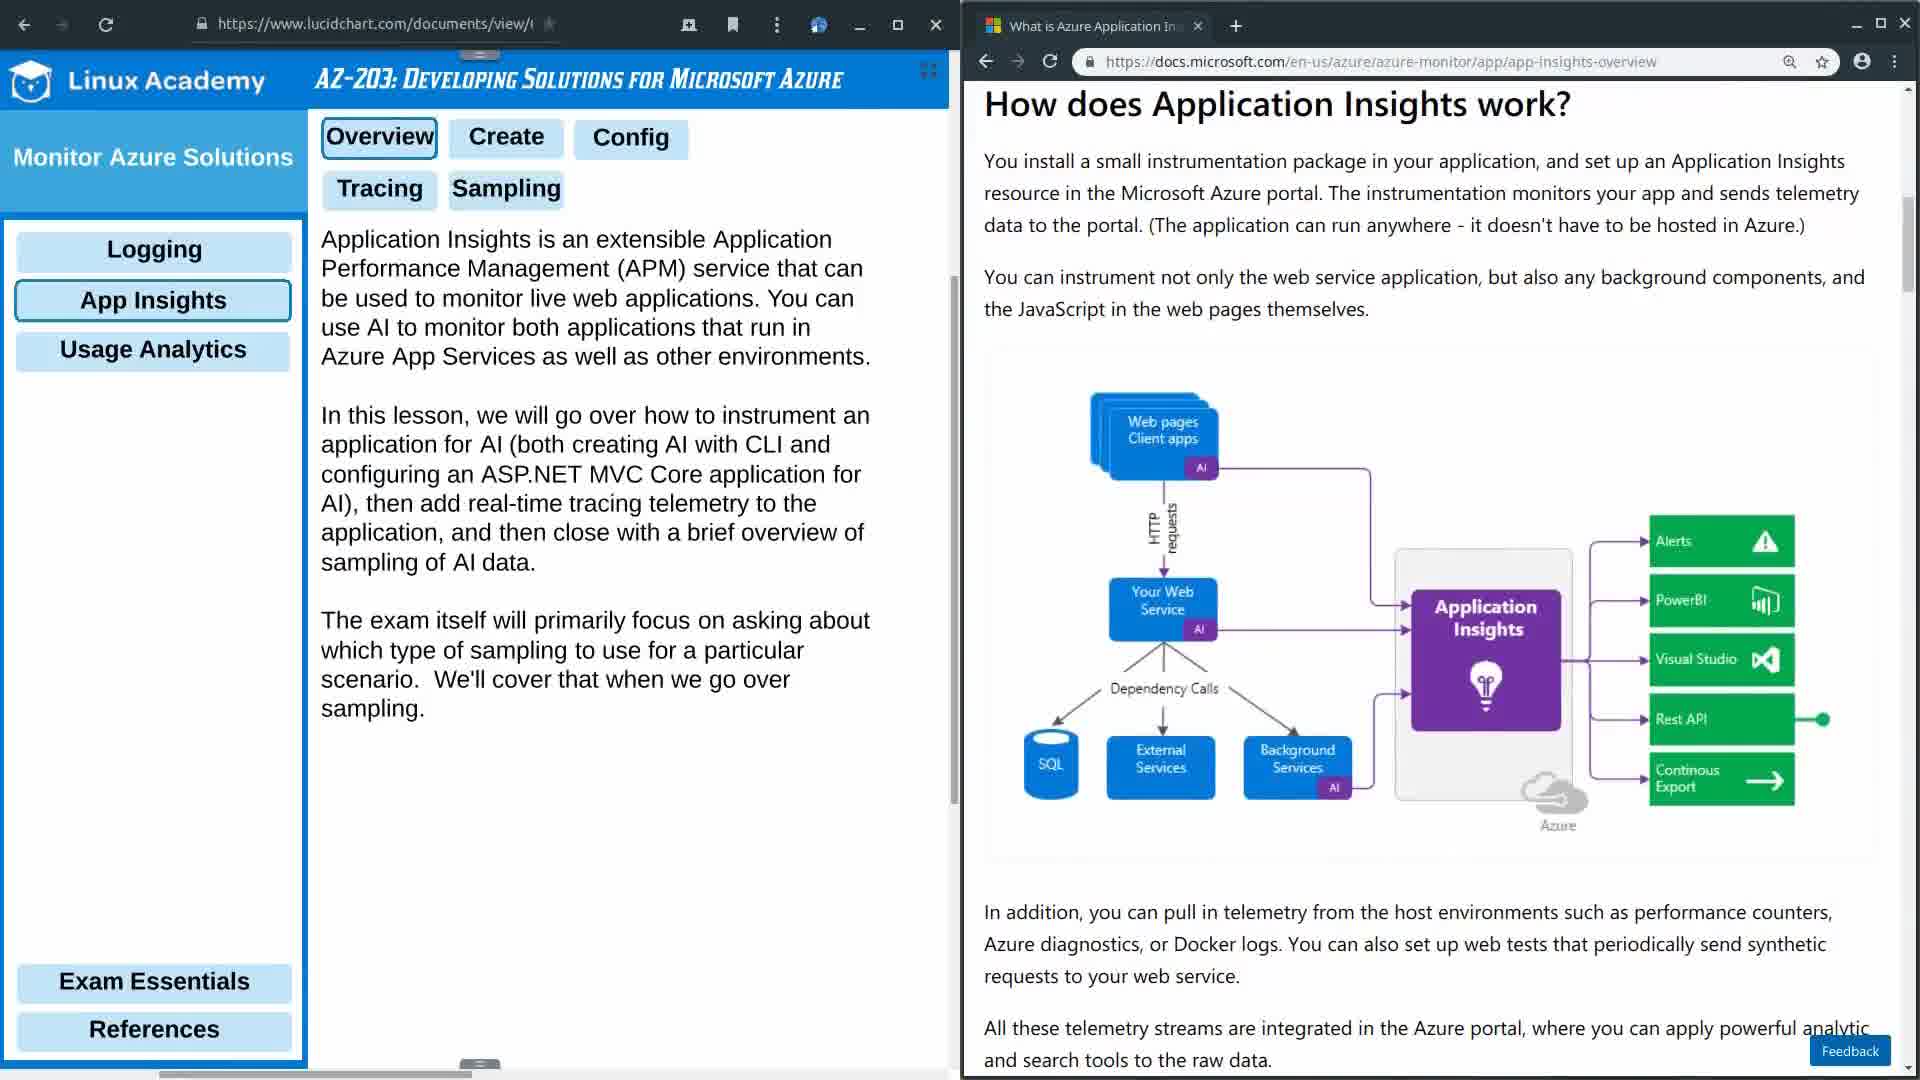 https://www.lucidchart.com/documents/view/
Linux Academy
AZ-203: Developing Solutions for Microsoft Azure
Monitor Azure Solutions
Overview
Create
Config
Tracing
Sampling
Logging
App Insights
Usage Analytics
Exam Essentials
References
Application Insights is an extensible Application
Performance Management (APM) service that can
be used to monitor live web applications. You can
use AI to monitor both applications that run in
Azure App Services as well as other environments.
In this lesson, we will go over how to instrument an
application for AI (both creating AI with CLI and
configuring an ASP.NET MVC Core application for
AI), then add real-time tracing telemetry to the
application, and then close with a brief overview of
sampling of AI data.
The exam itself will primarily focus on asking about
which type of sampling to use for a particular
scenario.  We'll cover that when we go over
sampling.
What is Azure Application In
https://docs.microsoft.com/en-us/azure/azure-monitor/app/app-insights-overview
How does Application Insights work?
You install a small instrumentation package in your application, and set up an Application Insights
resource in the Microsoft Azure portal. The instrumentation monitors your app and sends telemetry
data to the portal. (The application can run anywhere - it doesn't have to be hosted in Azure.)
You can instrument not only the web service application, but also any background components, and
the JavaScript in the web pages themselves.
Web pages
Client apps
AI
HTTP
requests
Your Web
Service
AI
Dependency Calls
SQL
External
Services
Background
Services
AI
Application
Insights
Azure
Alerts
PowerBI
Visual Studio
Rest API
Continous
Export
In addition, you can pull in telemetry from the host environments such as performance counters,
Azure diagnostics, or Docker logs. You can also set up web tests that periodically send synthetic
requests to your web service.
All these telemetry streams are integrated in the Azure portal, where you can apply powerful analytic
and search tools to the raw data.
Feedback